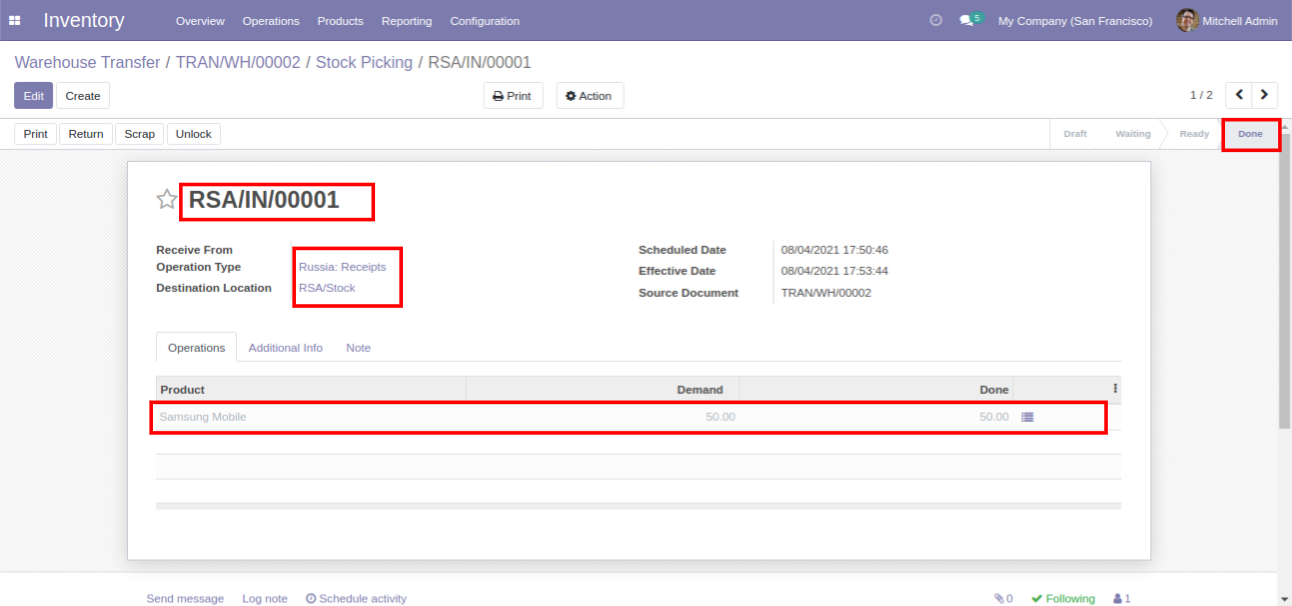 Inventory Overview Operations Products Reporting Configuration 5 My Company (San Francisco) Mitchell Admin
Warehouse Transfer / TRAN/WH/00002 / Stock Picking / RSA/IN/00001
Edit Create Print Action 1 / 2
Print Return Scrap Unlock Draft Waiting Ready Done
RSA/IN/00001
Receive From Scheduled Date 08/04/2021 17:50:46
Operation Type Russia: Receipts Effective Date 08/04/2021 17:53:44
Destination Location RSA/Stock Source Document TRAN/WH/00002
Operations Additional Info Note
Product Demand Done
Samsung Mobile 50.00 50.00
Send message Log note Schedule activity 0 Following 1